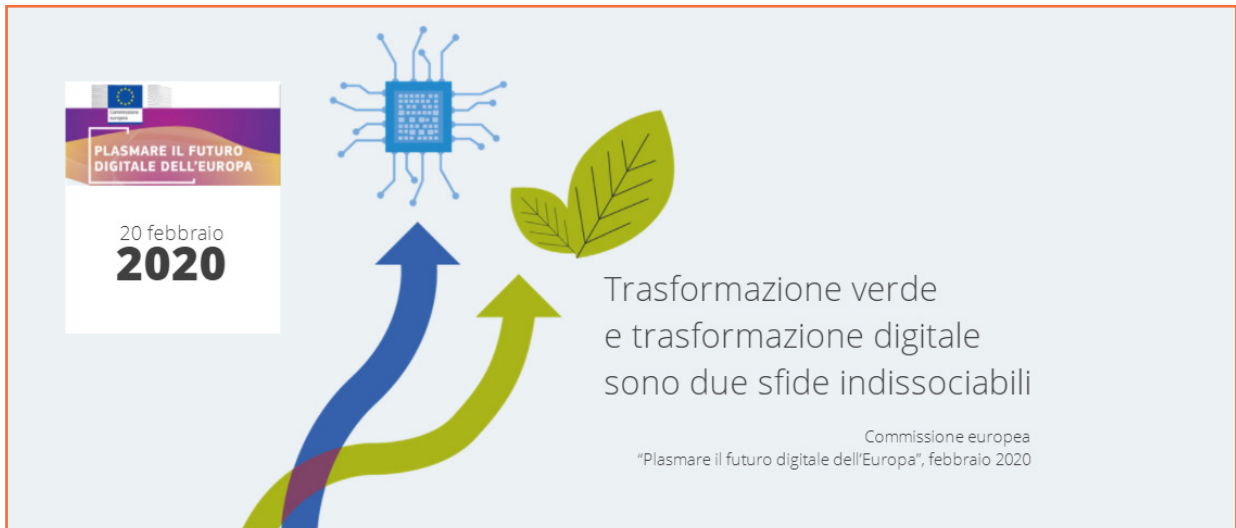 Commissione
europea
PLASMARE IL FUTURO
DIGITALE DELL'EUROPA
20 febbraio
2020
Trasformazione verde
e trasformazione digitale
sono due sfide indissociabili
Commissione europea
“Plasmare il futuro digitale dell’Europa”, febbraio 2020